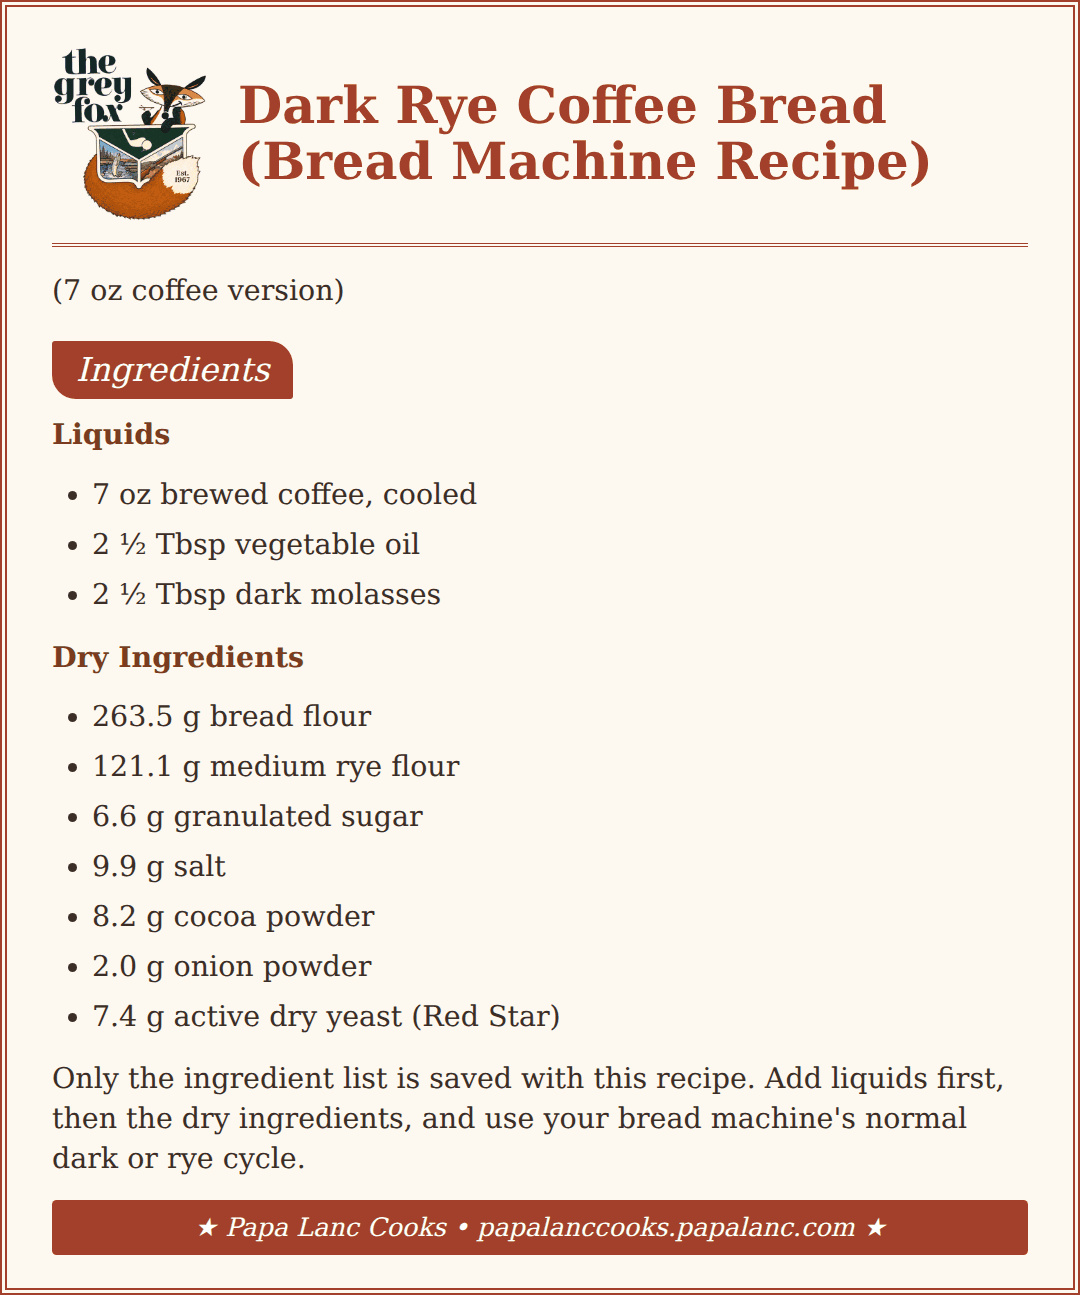 the
grey
fox
Est.
1967
Dark Rye Coffee Bread
(Bread Machine Recipe)
(7 oz coffee version)
Ingredients
Liquids
• 7 oz brewed coffee, cooled
• 2 ½ Tbsp vegetable oil
• 2 ½ Tbsp dark molasses
Dry Ingredients
• 263.5 g bread flour
• 121.1 g medium rye flour
• 6.6 g granulated sugar
• 9.9 g salt
• 8.2 g cocoa powder
• 2.0 g onion powder
• 7.4 g active dry yeast (Red Star)
Only the ingredient list is saved with this recipe. Add liquids first,
then the dry ingredients, and use your bread machine's normal
dark or rye cycle.
★ Papa Lanc Cooks • papalanccooks.papalanc.com ★